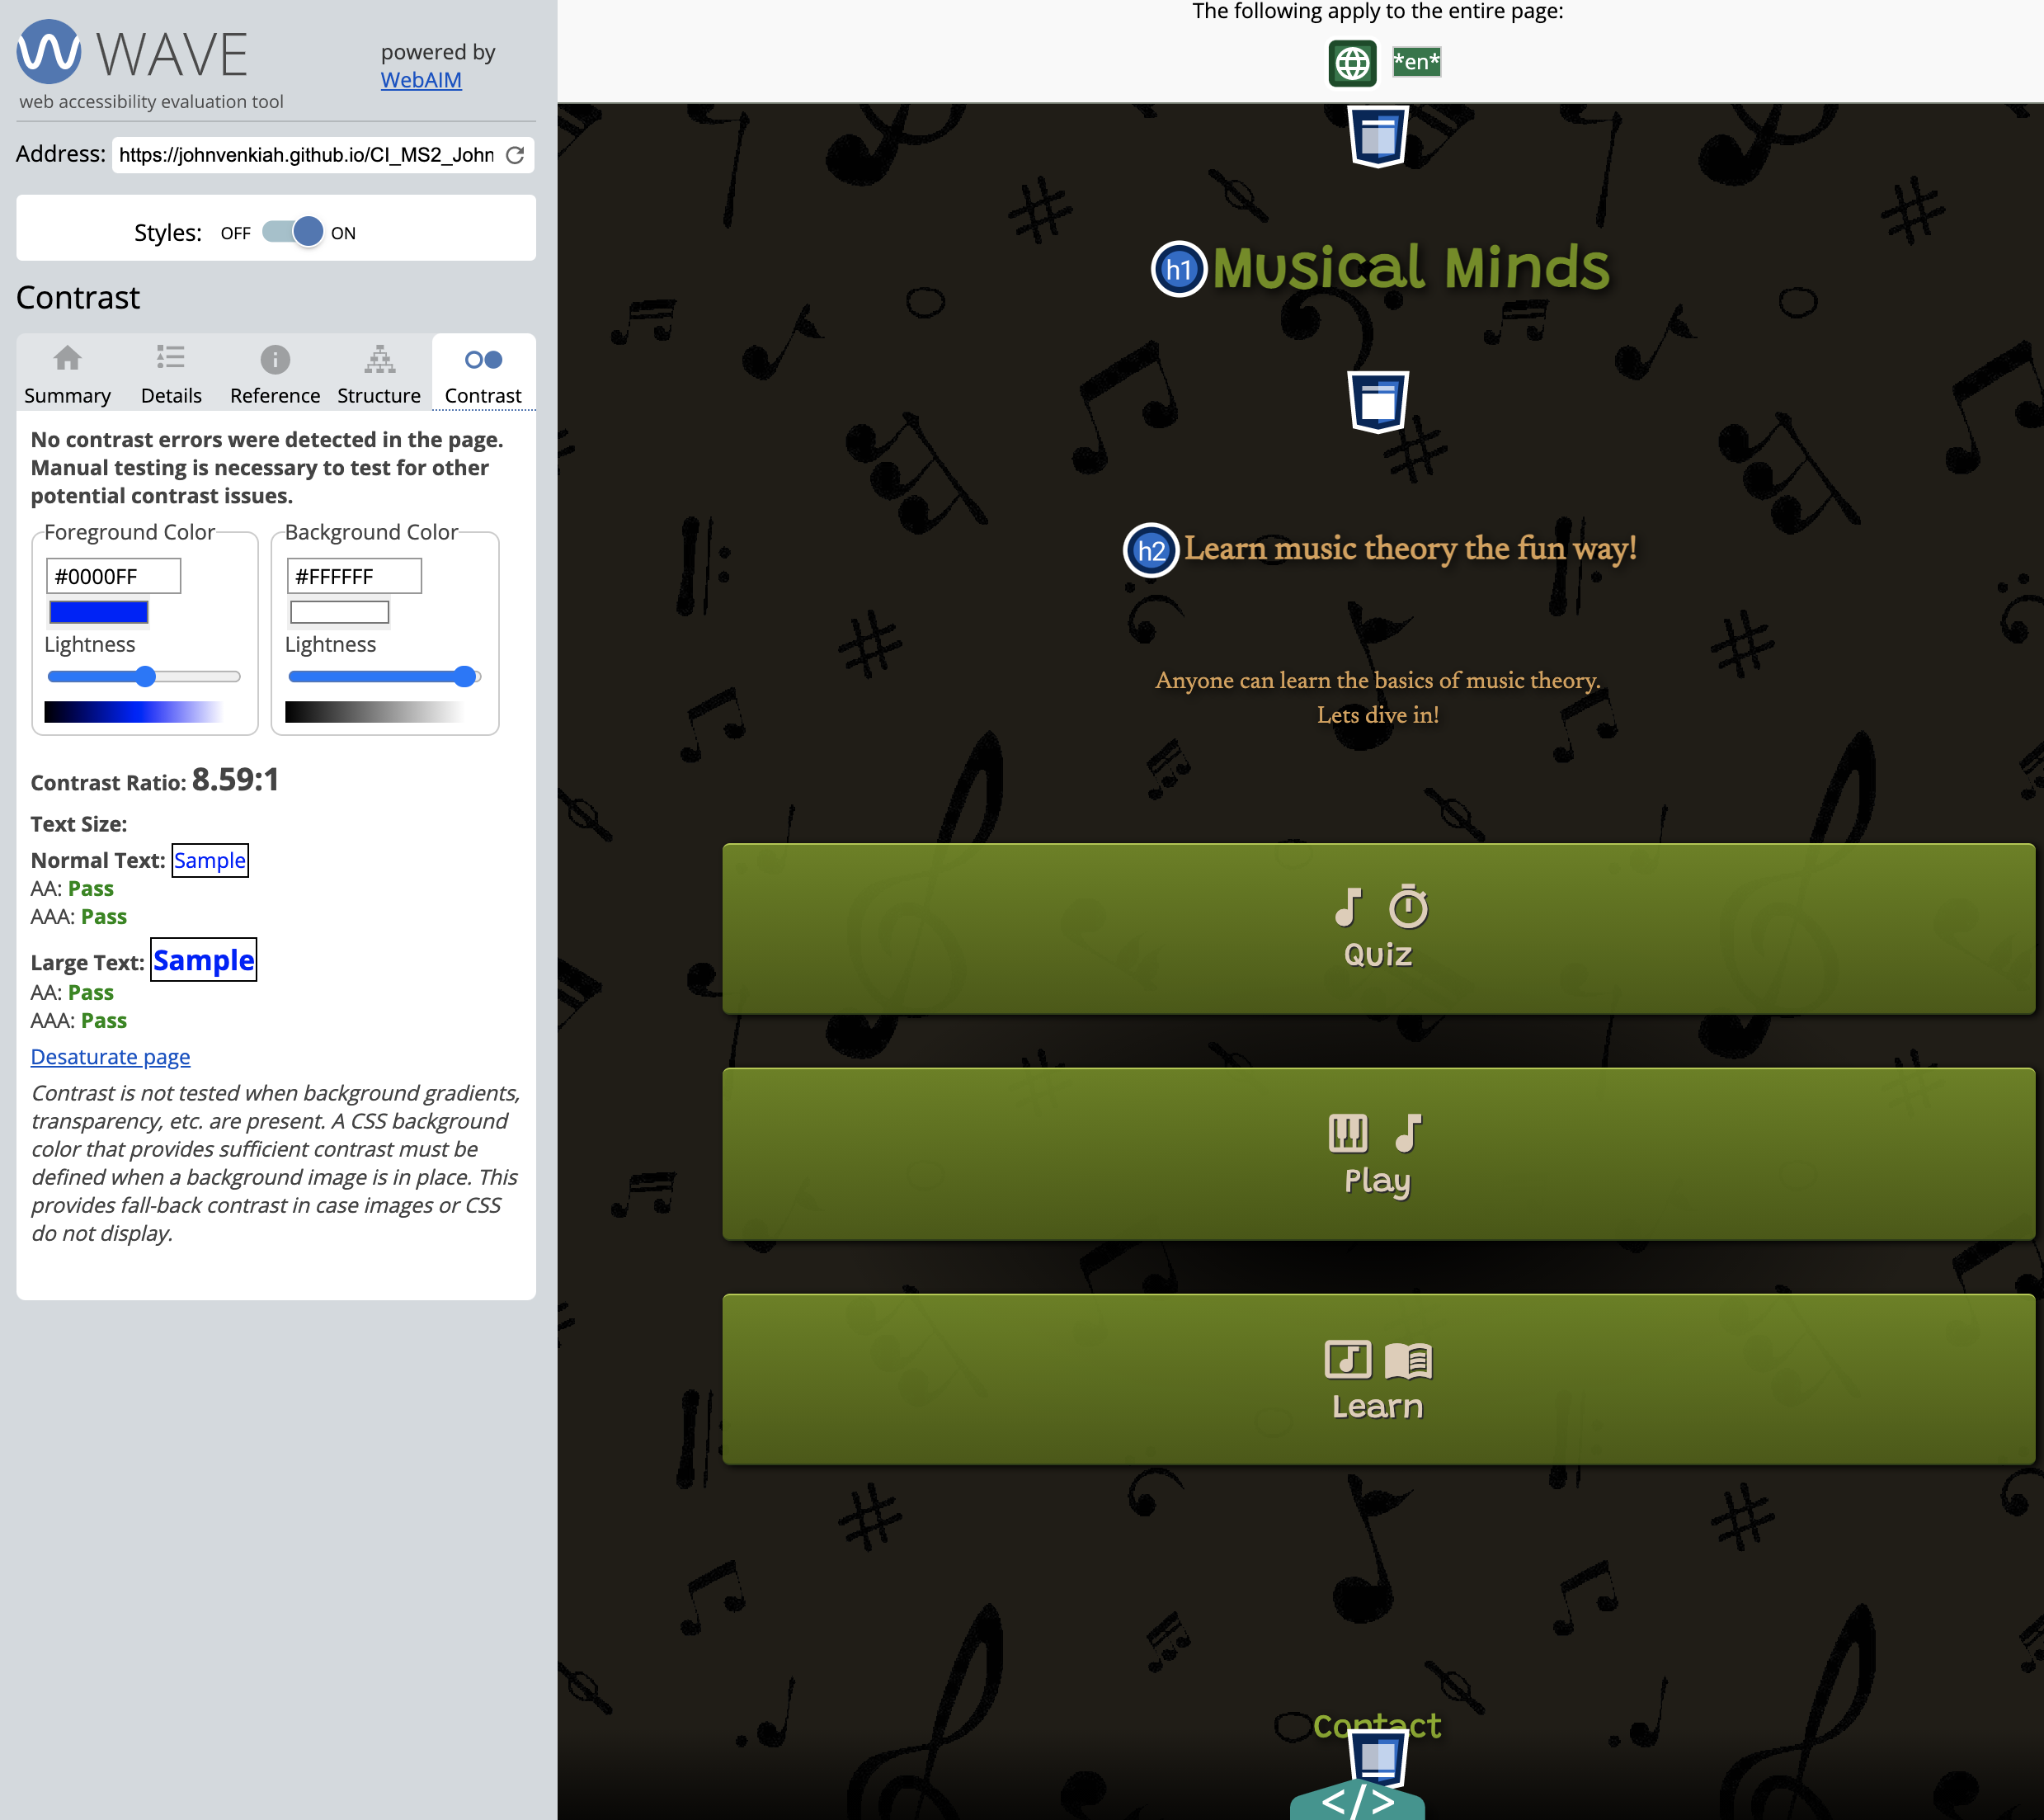 WAVE
powered by
WebAIM
web accessibility evaluation tool
Address: https://johnvenkiah.github.io/CI_MS2_John
Styles: OFF ON
Contrast
Summary Details Reference Structure Contrast
No contrast errors were detected in the page.
Manual testing is necessary to test for other
potential contrast issues.
Foreground Color Background Color
#0000FF #FFFFFF
Lightness Lightness
Contrast Ratio: 8.59:1
Text Size:
Normal Text: Sample
AA: Pass
AAA: Pass
Large Text: Sample
AA: Pass
AAA: Pass
Desaturate page
Contrast is not tested when background gradients,
transparency, etc. are present. A CSS background
color that provides sufficient contrast must be
defined when a background image is in place. This
provides fall-back contrast in case images or CSS
do not display.
The following apply to the entire page:
*en*
h1 Musical Minds
h2 Learn music theory the fun way!
Anyone can learn the basics of music theory.
Lets dive in!
Quiz
Play
Learn
Contact
</>